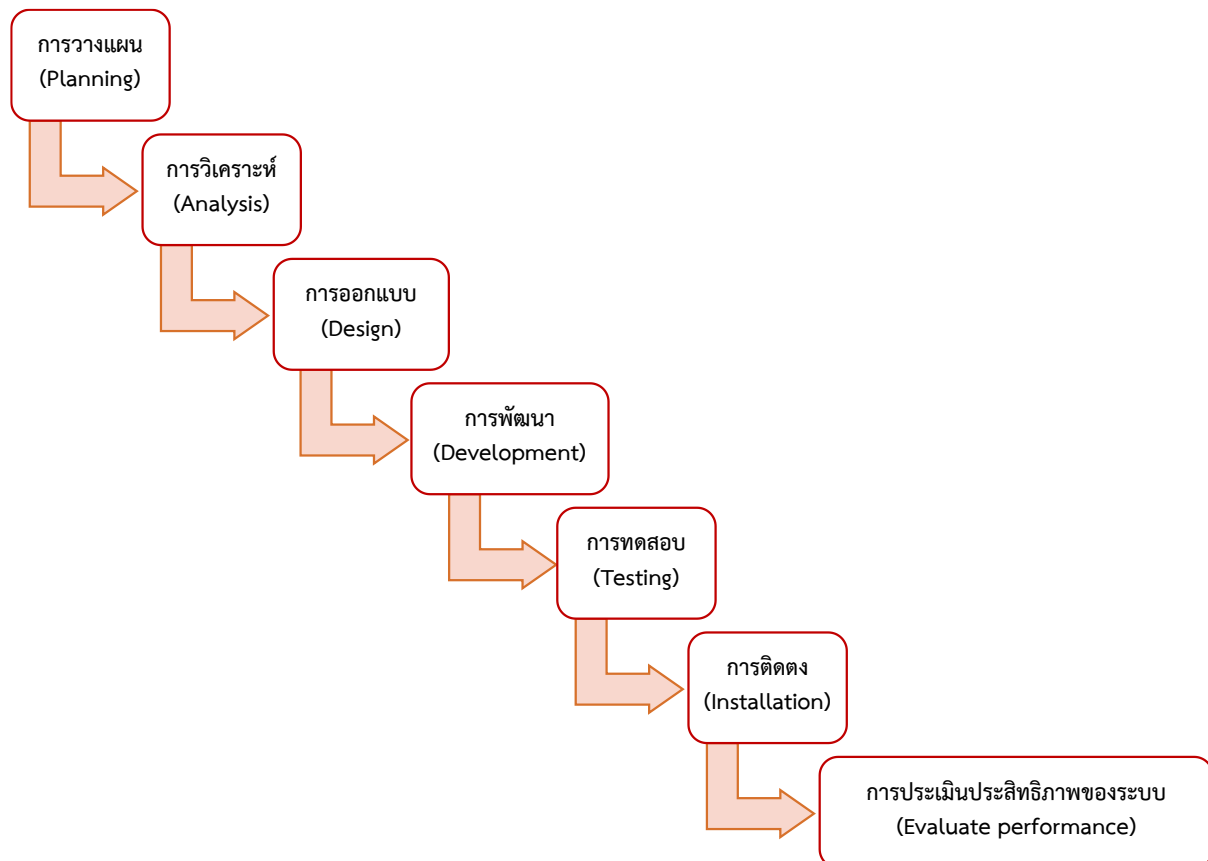 การวางแผน
(Planning)
การวิเคราะห์
(Analysis)
การออกแบบ
(Design)
การพัฒนา
(Development)
การทดสอบ
(Testing)
การติดตง
(Installation)
การประเมินประสิทธิภาพของระบบ
(Evaluate performance)